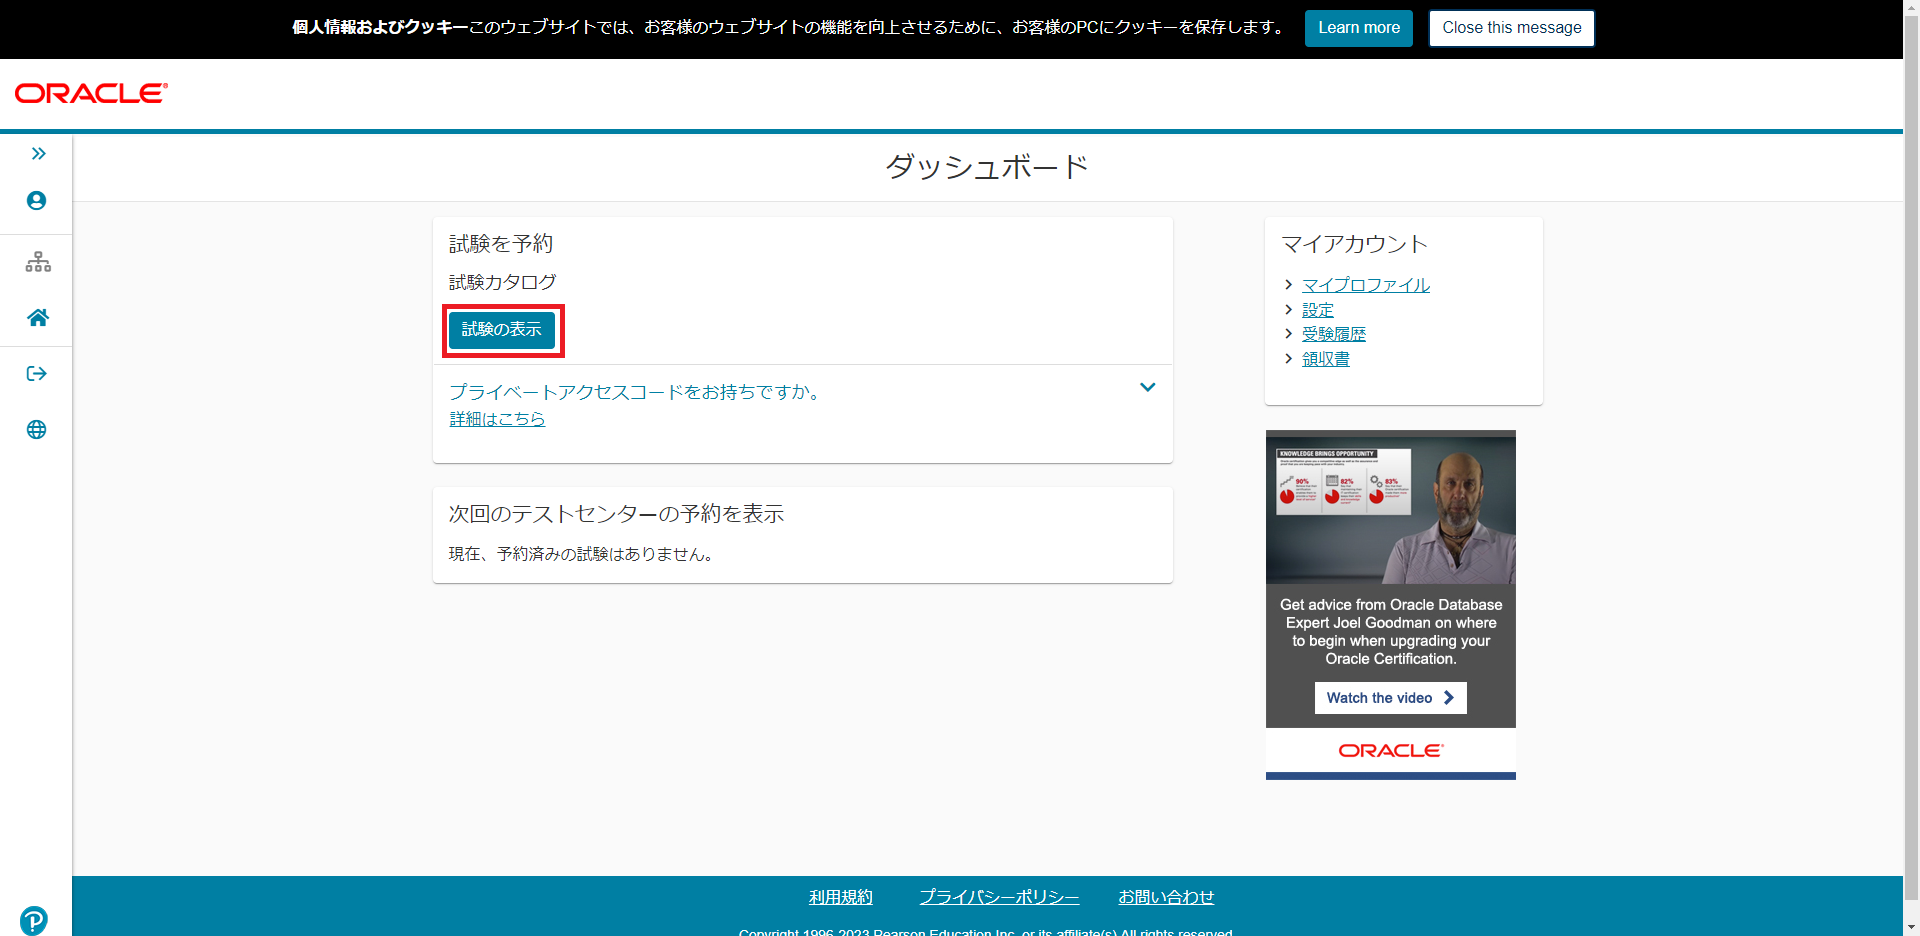 個人情報およびクッキーこのウェブサイトでは、お客様のウェブサイトの機能を向上させるために、お客様のPCにクッキーを保存します。 Learn more Close this message
ORACLE
ダッシュボード
試験を予約
試験カタログ
試験の表示
プライベートアクセスコードをお持ちですか。
詳細はこちら
次回のテストセンターの予約を表示
現在、予約済みの試験はありません。
マイアカウント
マイプロファイル
設定
受験履歴
領収書
KNOWLEDGE BRINGS OPPORTUNITY
90%
82%
83%
Get advice from Oracle Database
Expert Joel Goodman on where
to begin when upgrading your
Oracle Certification.
Watch the video
ORACLE
利用規約 プライバシーポリシー お問い合わせ
Copyright 1996-2023 Pearson Education Inc. or its affiliate(s) All rights reserved